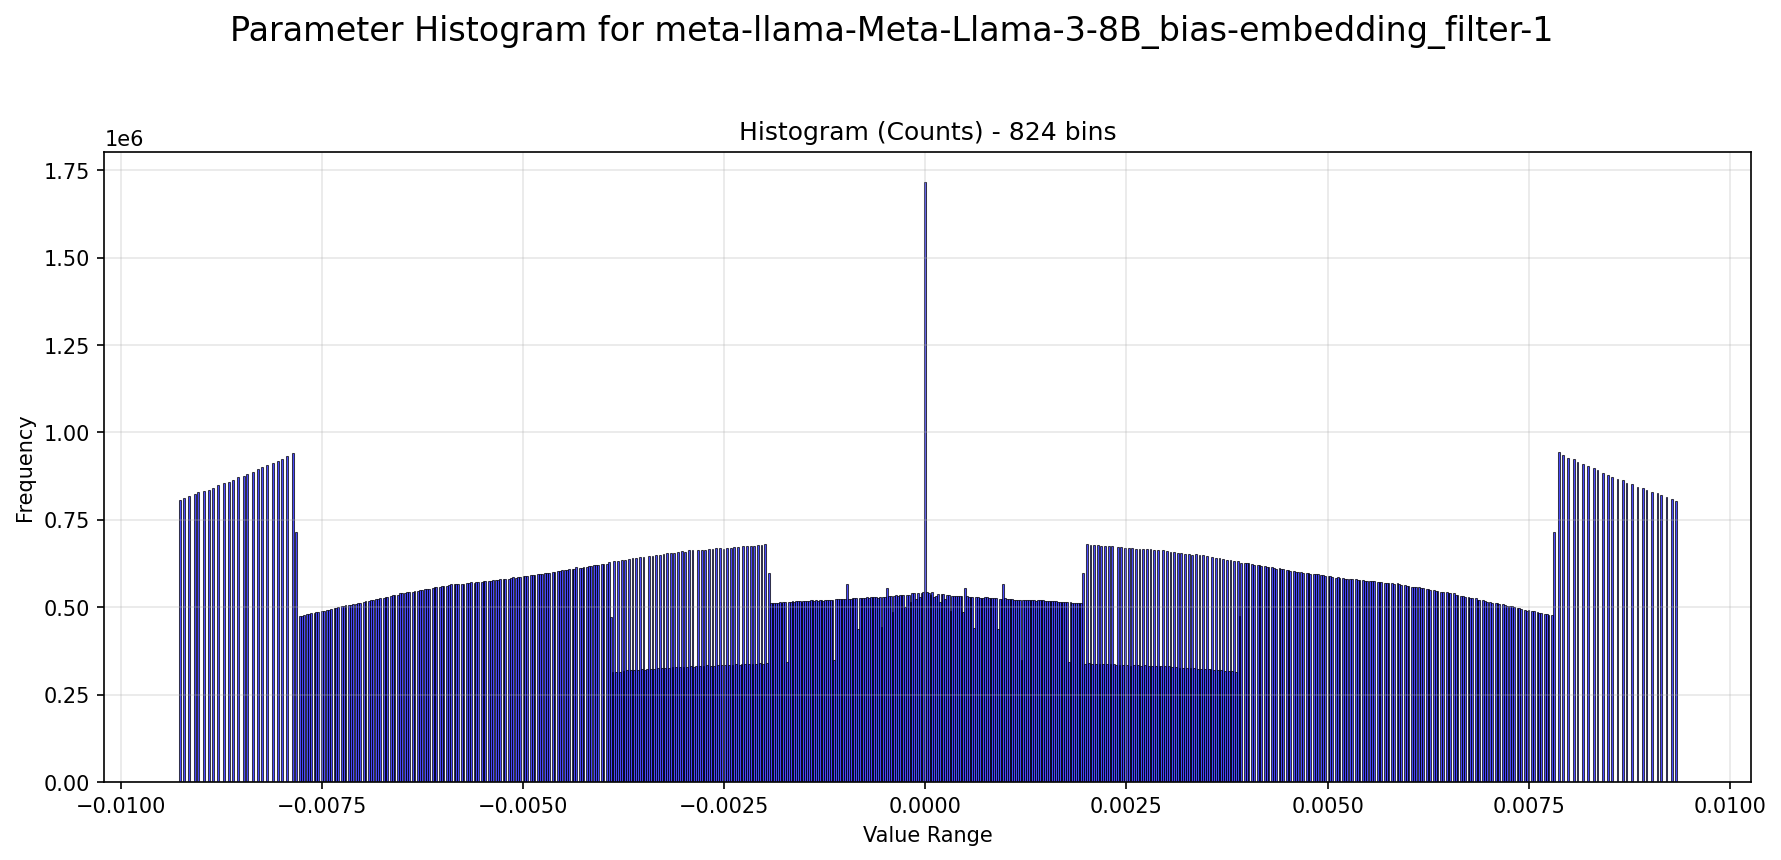 Parameter Histogram for meta-llama-Meta-Llama-3-8B_bias-embedding_filter-1
Histogram (Counts) - 824 bins
1e6
1.75
1.50
1.25
1.00
0.75
0.50
0.25
0.00
Frequency
−0.0100 −0.0075 −0.0050 −0.0025 0.0000 0.0025 0.0050 0.0075 0.0100
Value Range